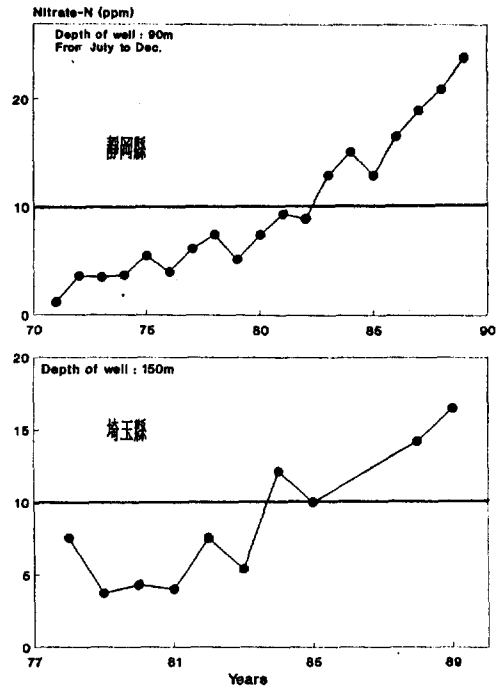 Nitrate-N (ppm)
Depth of well : 90m
From July to Dec.
20
靜岡縣
10
0
70
75
80
85
90
20
Depth of well : 150m
15
埼玉縣
10
5
0
77
81
85
89
Years